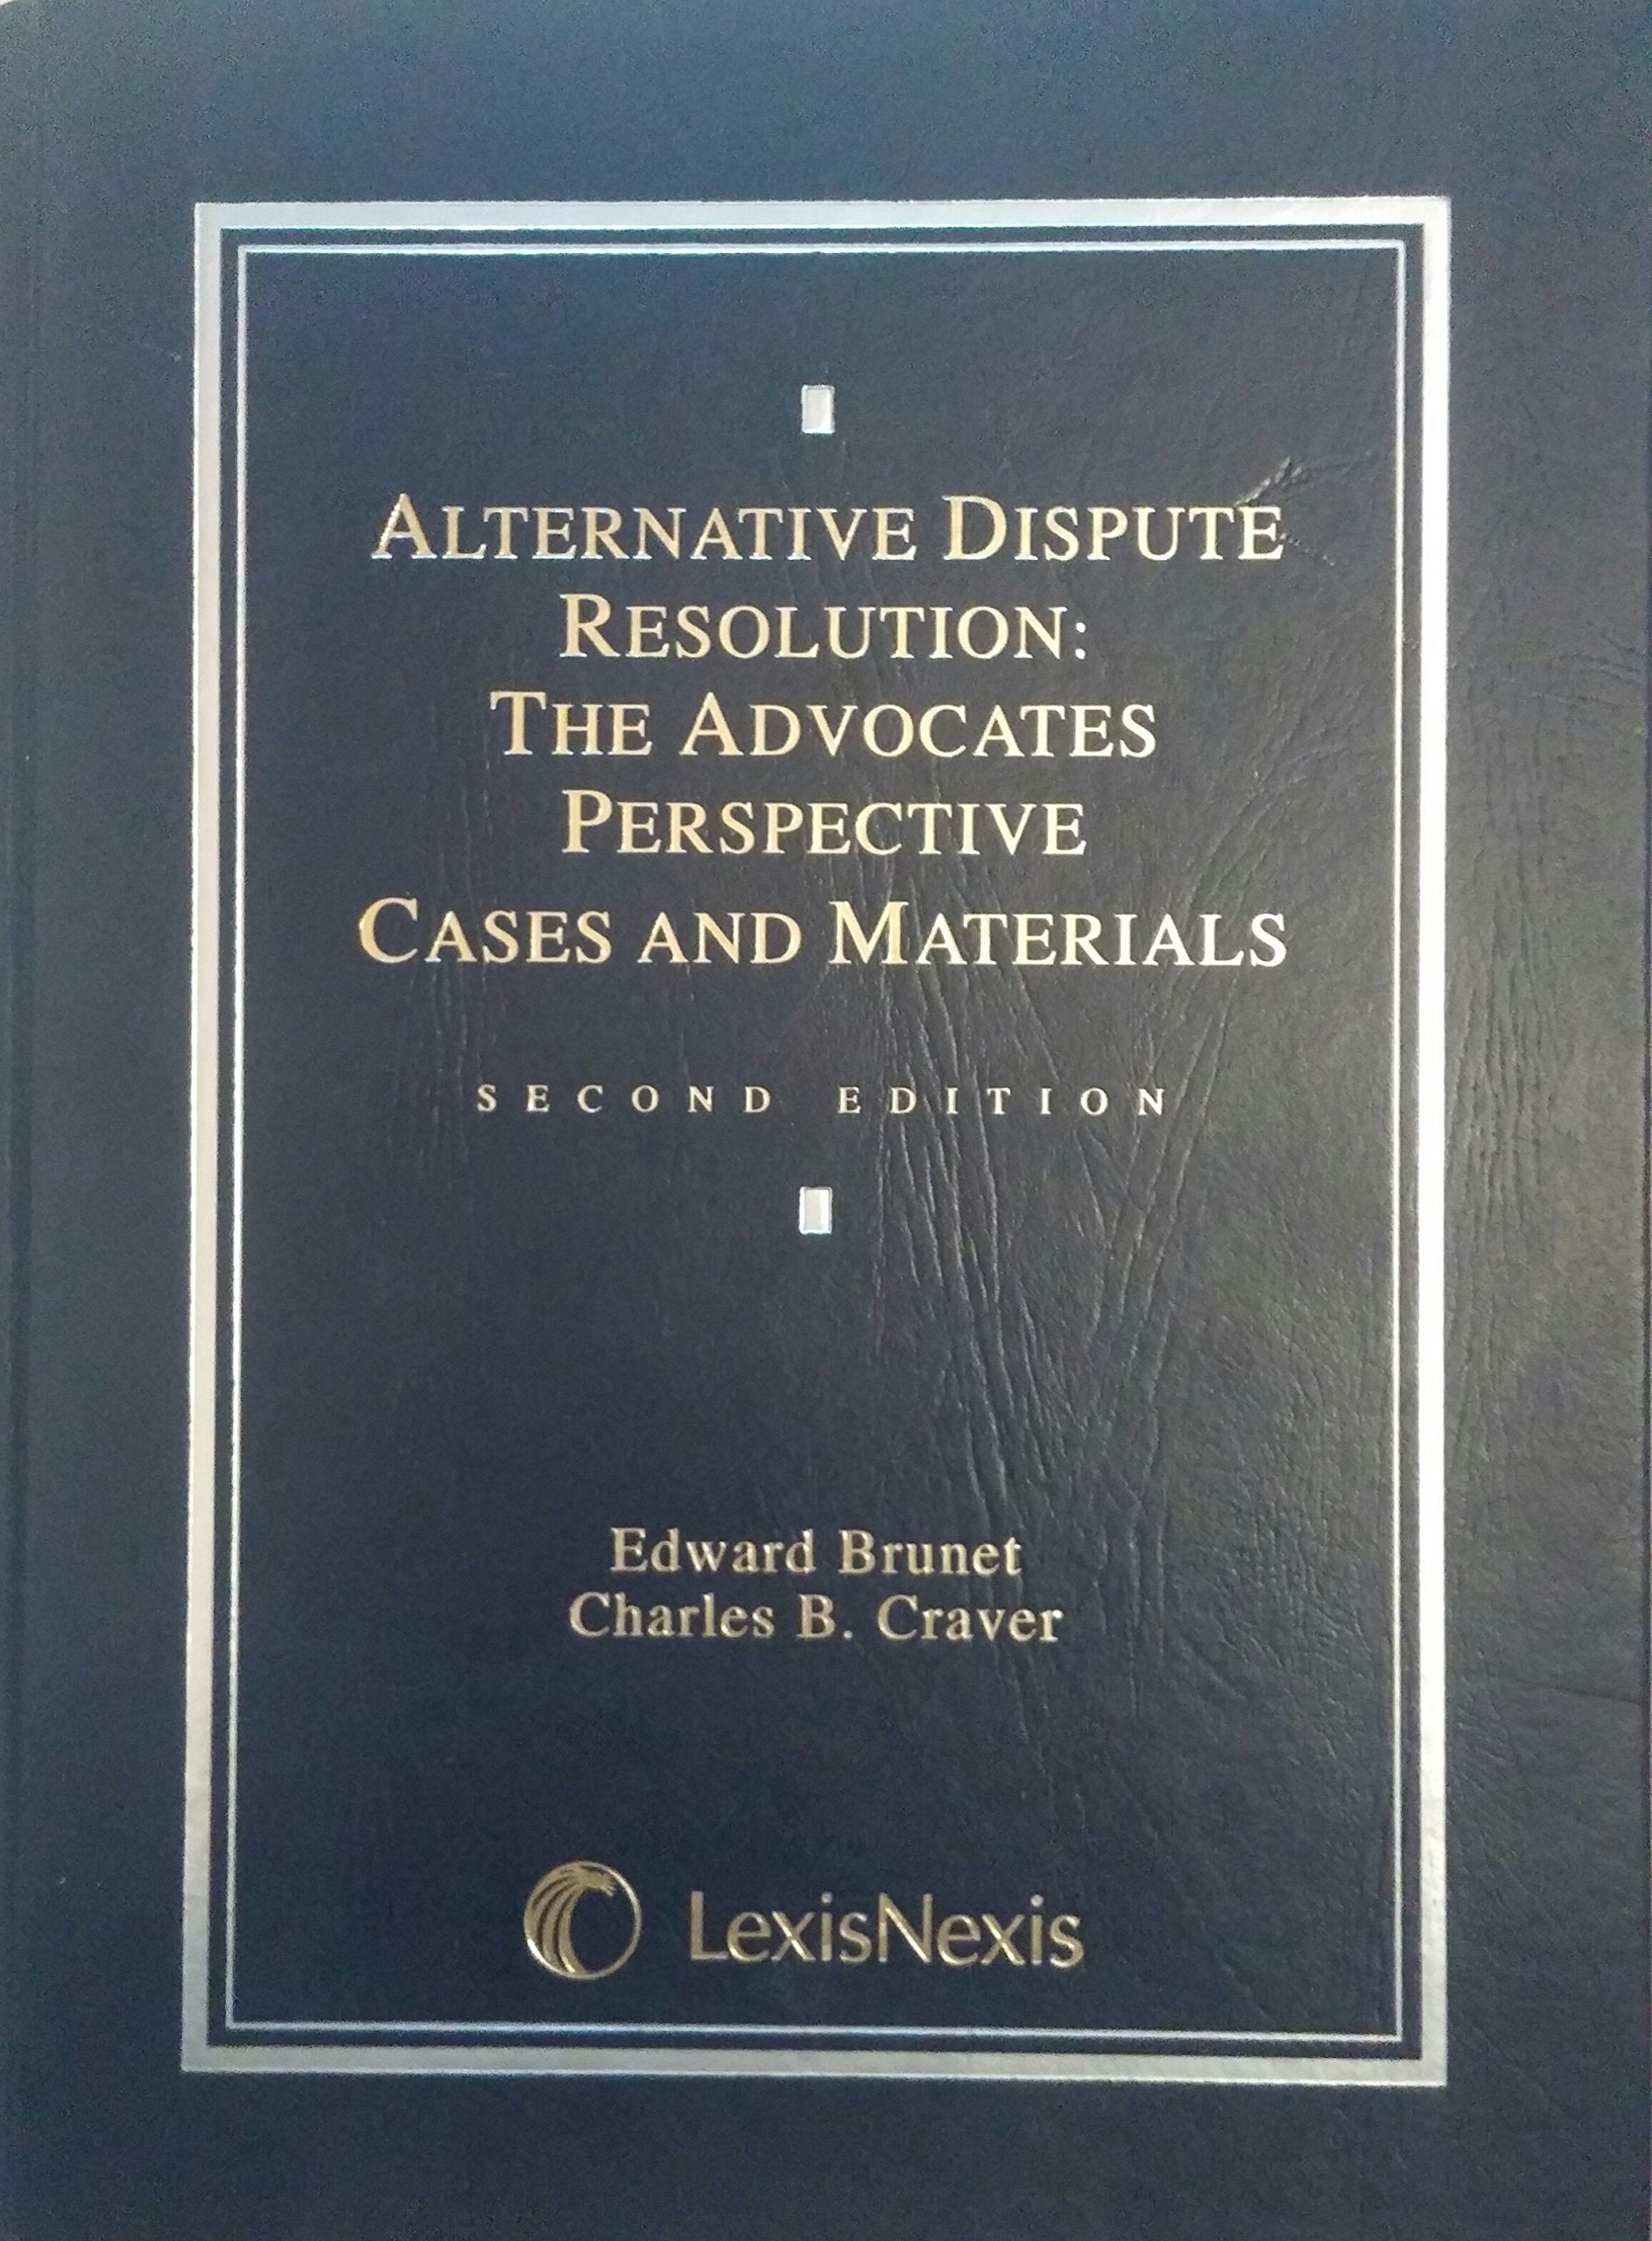 ALTERNATIVE DISPUTE
RESOLUTION:
THE ADVOCATES
PERSPECTIVE
CASES AND MATERIALS
SECOND EDITION
Edward Brunet
Charles B. Craver
LexisNexis